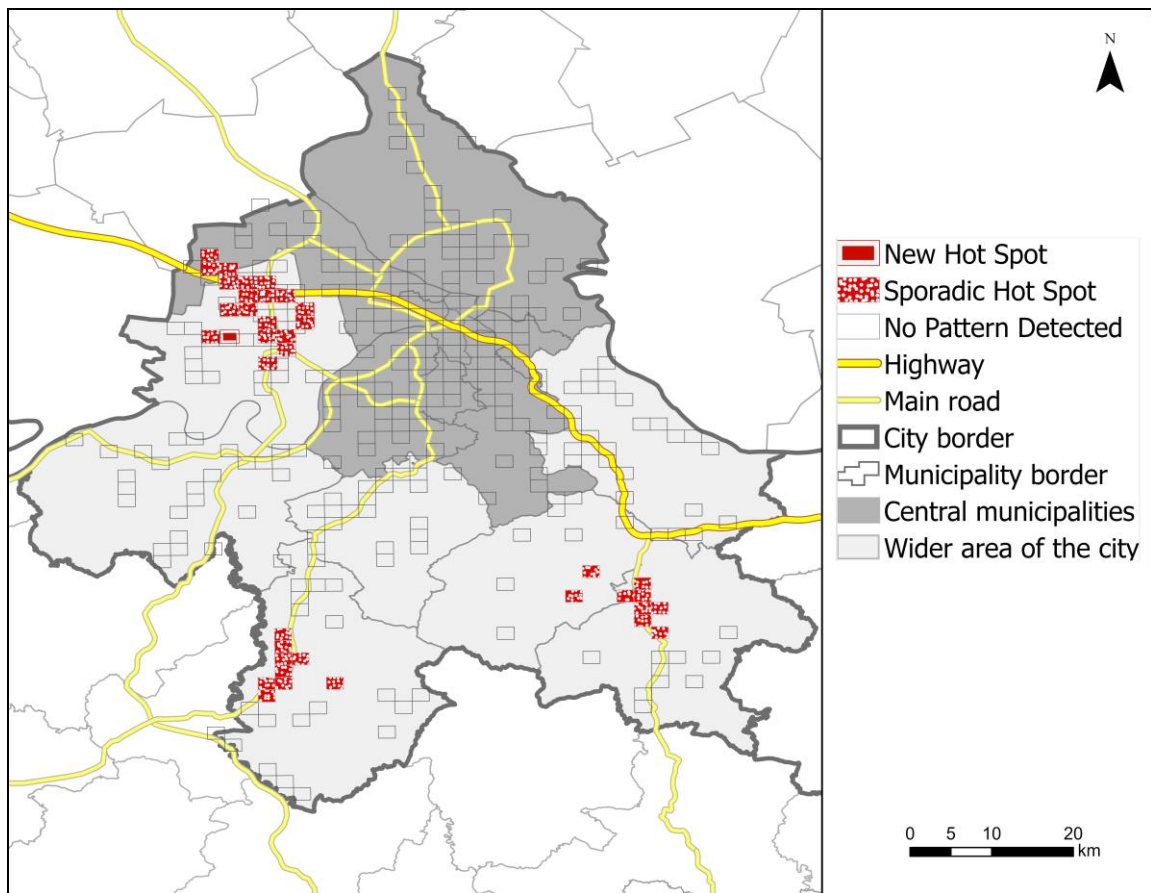 N
New Hot Spot
Sporadic Hot Spot
No Pattern Detected
Highway
Main road
City border
Municipality border
Central municipalities
Wider area of the city
0 5 10 20
km